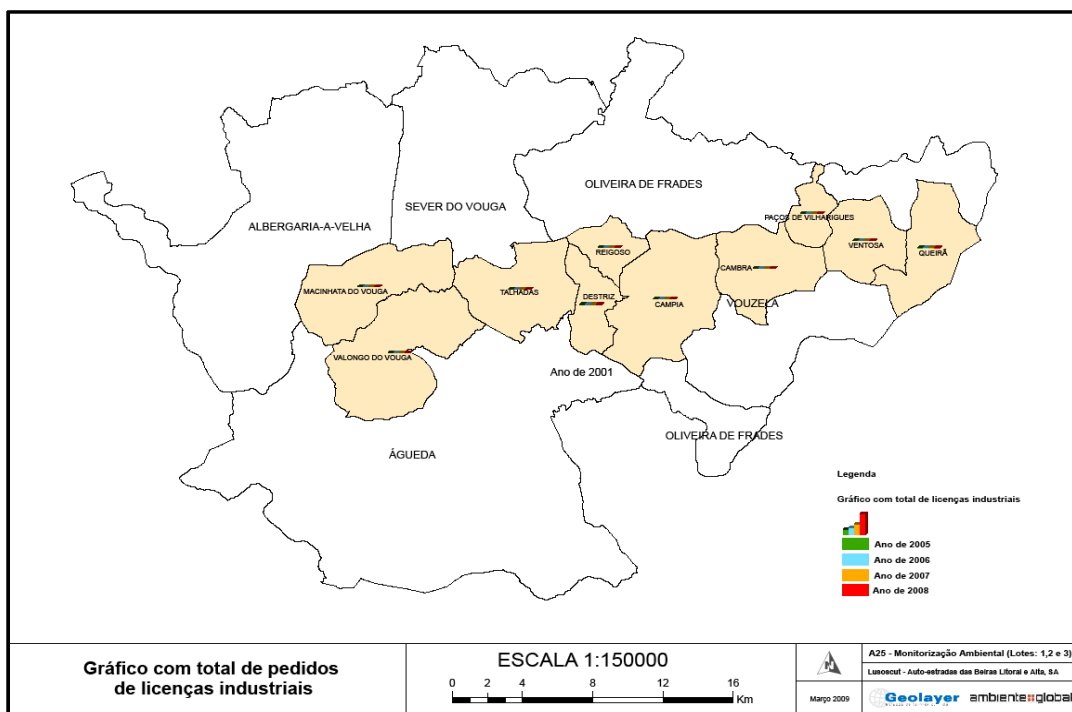 OLIVEIRA DE FRADES
SEVER DO VOUGA
ALBERGARIA-A-VELHA
PAÇOS DE VILHARIGUES
VENTOSA
QUEIRÃ
REIGOSO
CAMBRA
MACINHATA DO VOUGA
TALHADAS
DESTRIZ
CAMPIA
VOUZELA
VALONGO DO VOUGA
Ano de 2001
OLIVEIRA DE FRADES
ÁGUEDA
Legenda
Gráfico com total de licenças industriais
Ano de 2005
Ano de 2006
Ano de 2007
Ano de 2008
Gráfico com total de pedidos
de licenças industriais
ESCALA 1:150000
0 2 4 8 12 16
Km
N
Março 2009
A25 - Monitorização Ambiental (Lotes: 1,2 e 3)
Lusoscut - Auto-estradas das Beiras Litoral e Alta, SA
Geolayer
ambiente global